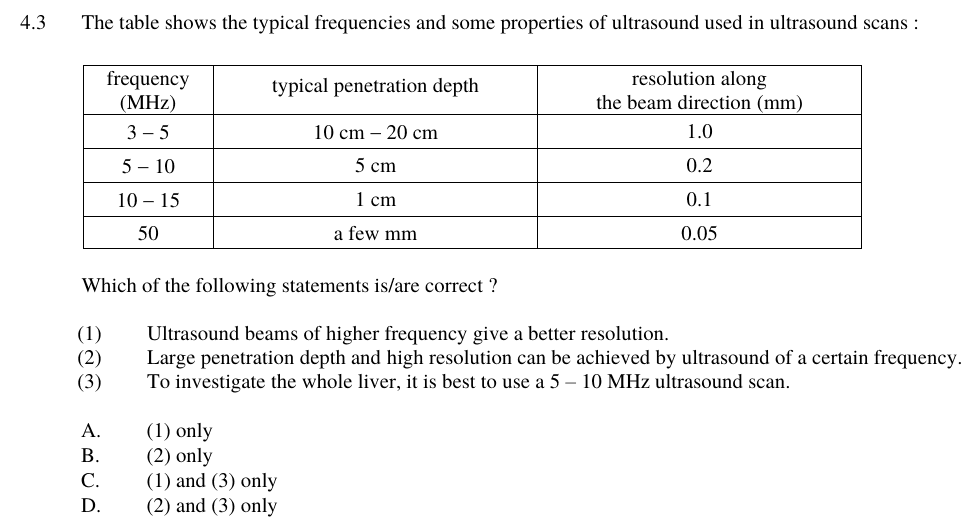 4.3 The table shows the typical frequencies and some properties of ultrasound used in ultrasound scans :
frequency (MHz) typical penetration depth resolution along the beam direction (mm)
3 – 5 10 cm – 20 cm 1.0
5 – 10 5 cm 0.2
10 – 15 1 cm 0.1
50 a few mm 0.05
Which of the following statements is/are correct ?
(1) Ultrasound beams of higher frequency give a better resolution.
(2) Large penetration depth and high resolution can be achieved by ultrasound of a certain frequency.
(3) To investigate the whole liver, it is best to use a 5 – 10 MHz ultrasound scan.
A. (1) only
B. (2) only
C. (1) and (3) only
D. (2) and (3) only